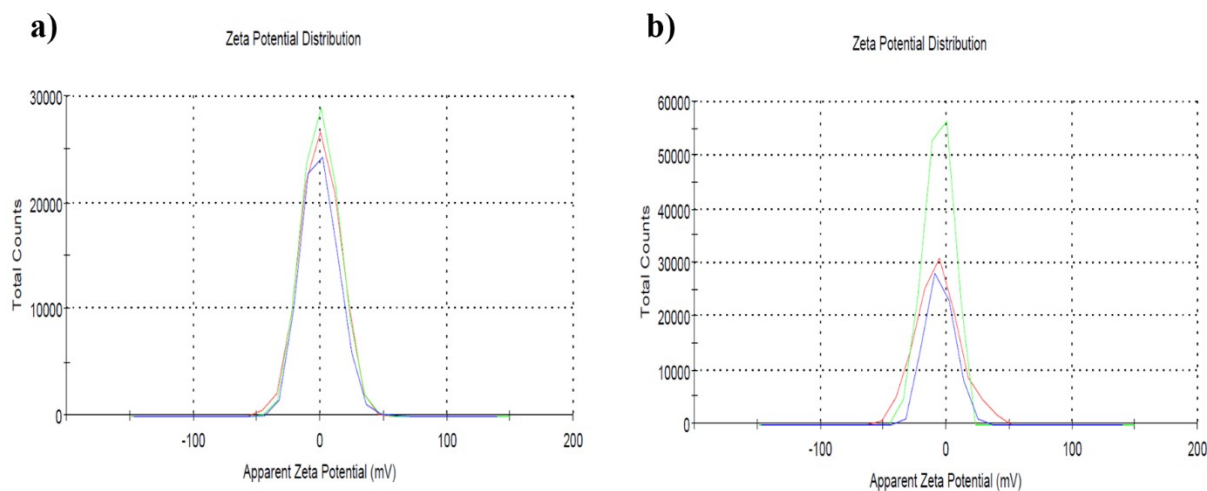 a)
Zeta Potential Distribution
30000
20000
10000
0
Total Counts
-100 0 100 200
Apparent Zeta Potential (mV)
b)
Zeta Potential Distribution
60000
50000
40000
30000
20000
10000
0
Total Counts
-100 0 100 200
Apparent Zeta Potential (mV)